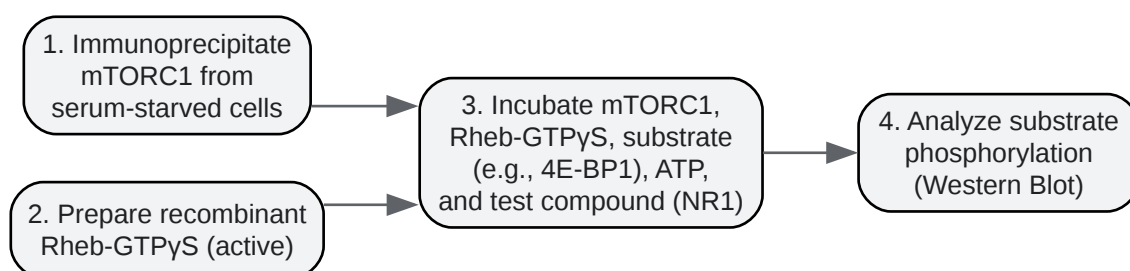 1. Immunoprecipitate
mTORC1 from
serum-starved cells
2. Prepare recombinant
Rheb-GTPγS (active)
3. Incubate mTORC1,
Rheb-GTPγS, substrate
(e.g., 4E-BP1), ATP,
and test compound (NR1)
4. Analyze substrate
phosphorylation
(Western Blot)